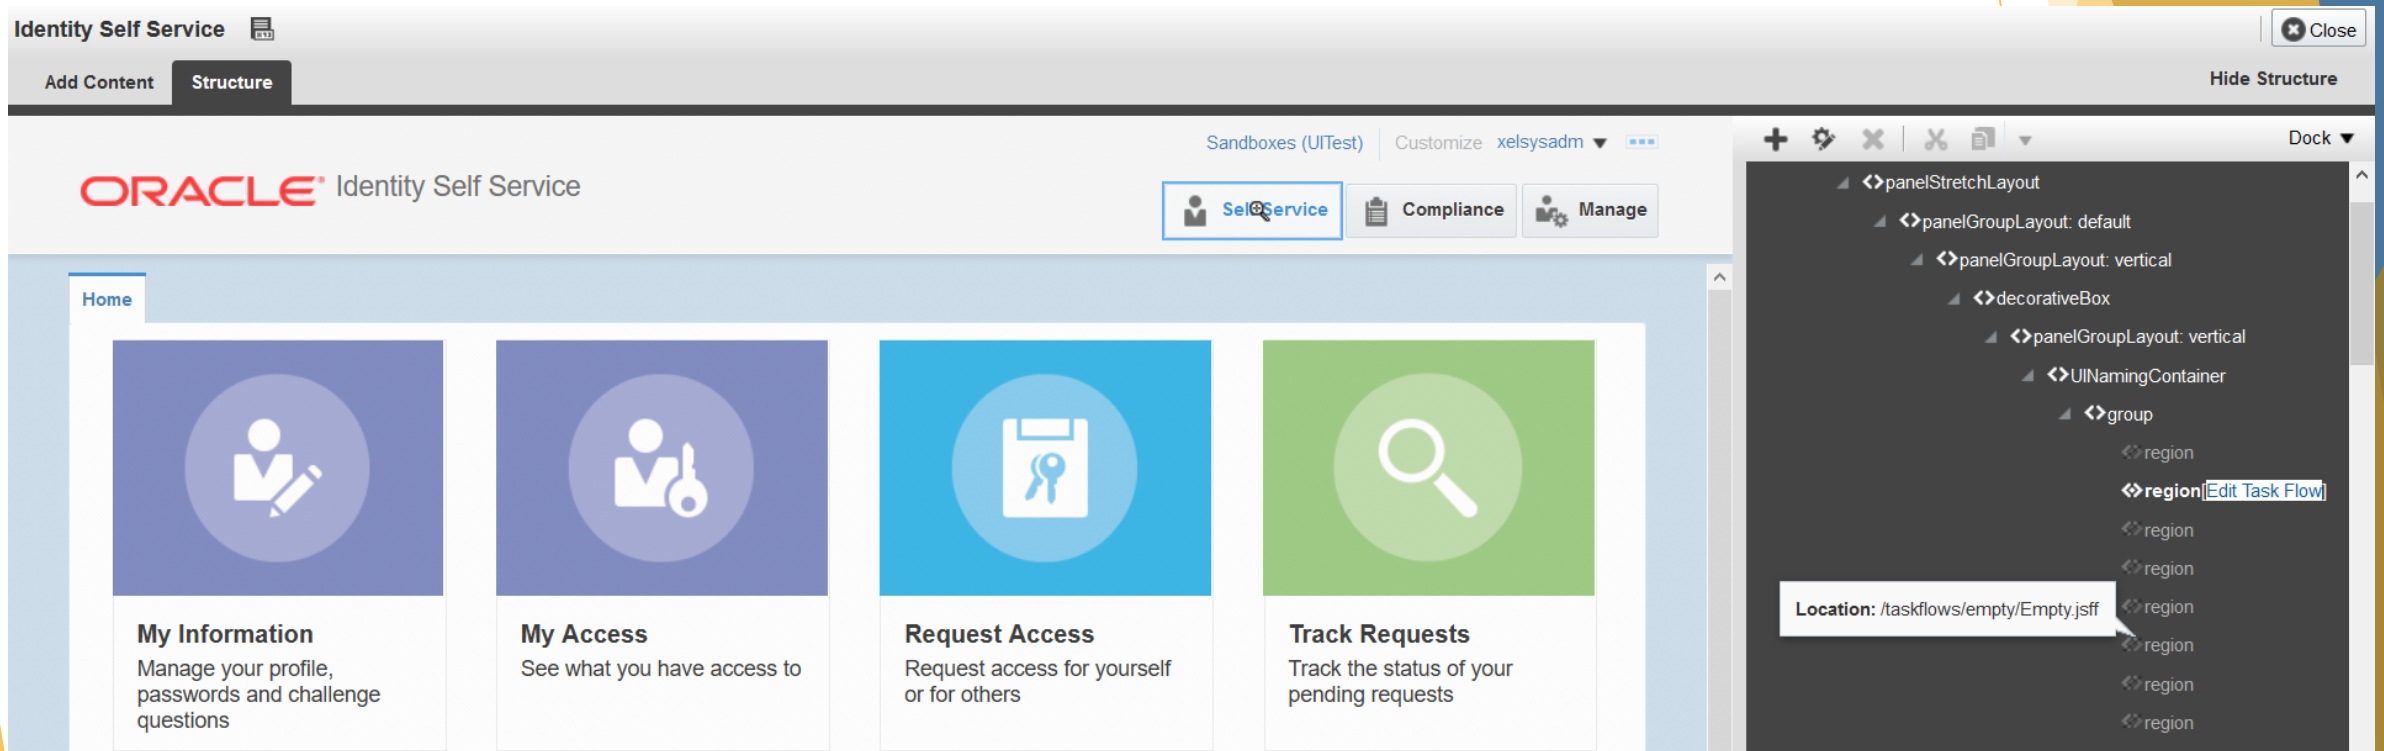 Identity Self Service
Close
Add Content
Structure
Hide Structure
Sandboxes (UITest)
Customize
xelsysadm
Dock
ORACLE Identity Self Service
Self Service
Compliance
Manage
Home
My Information
Manage your profile,
passwords and challenge
questions
My Access
See what you have access to
Request Access
Request access for yourself
or for others
Track Requests
Track the status of your
pending requests
<>panelStretchLayout
<>panelGroupLayout: default
<>panelGroupLayout: vertical
<>decorativeBox
<>panelGroupLayout: vertical
<>UINamingContainer
<>group
<>region
<>region[Edit Task Flow]
<>region
<>region
<>region
Location: /taskflows/empty/Empty.jsff
<>region
<>region
<>region